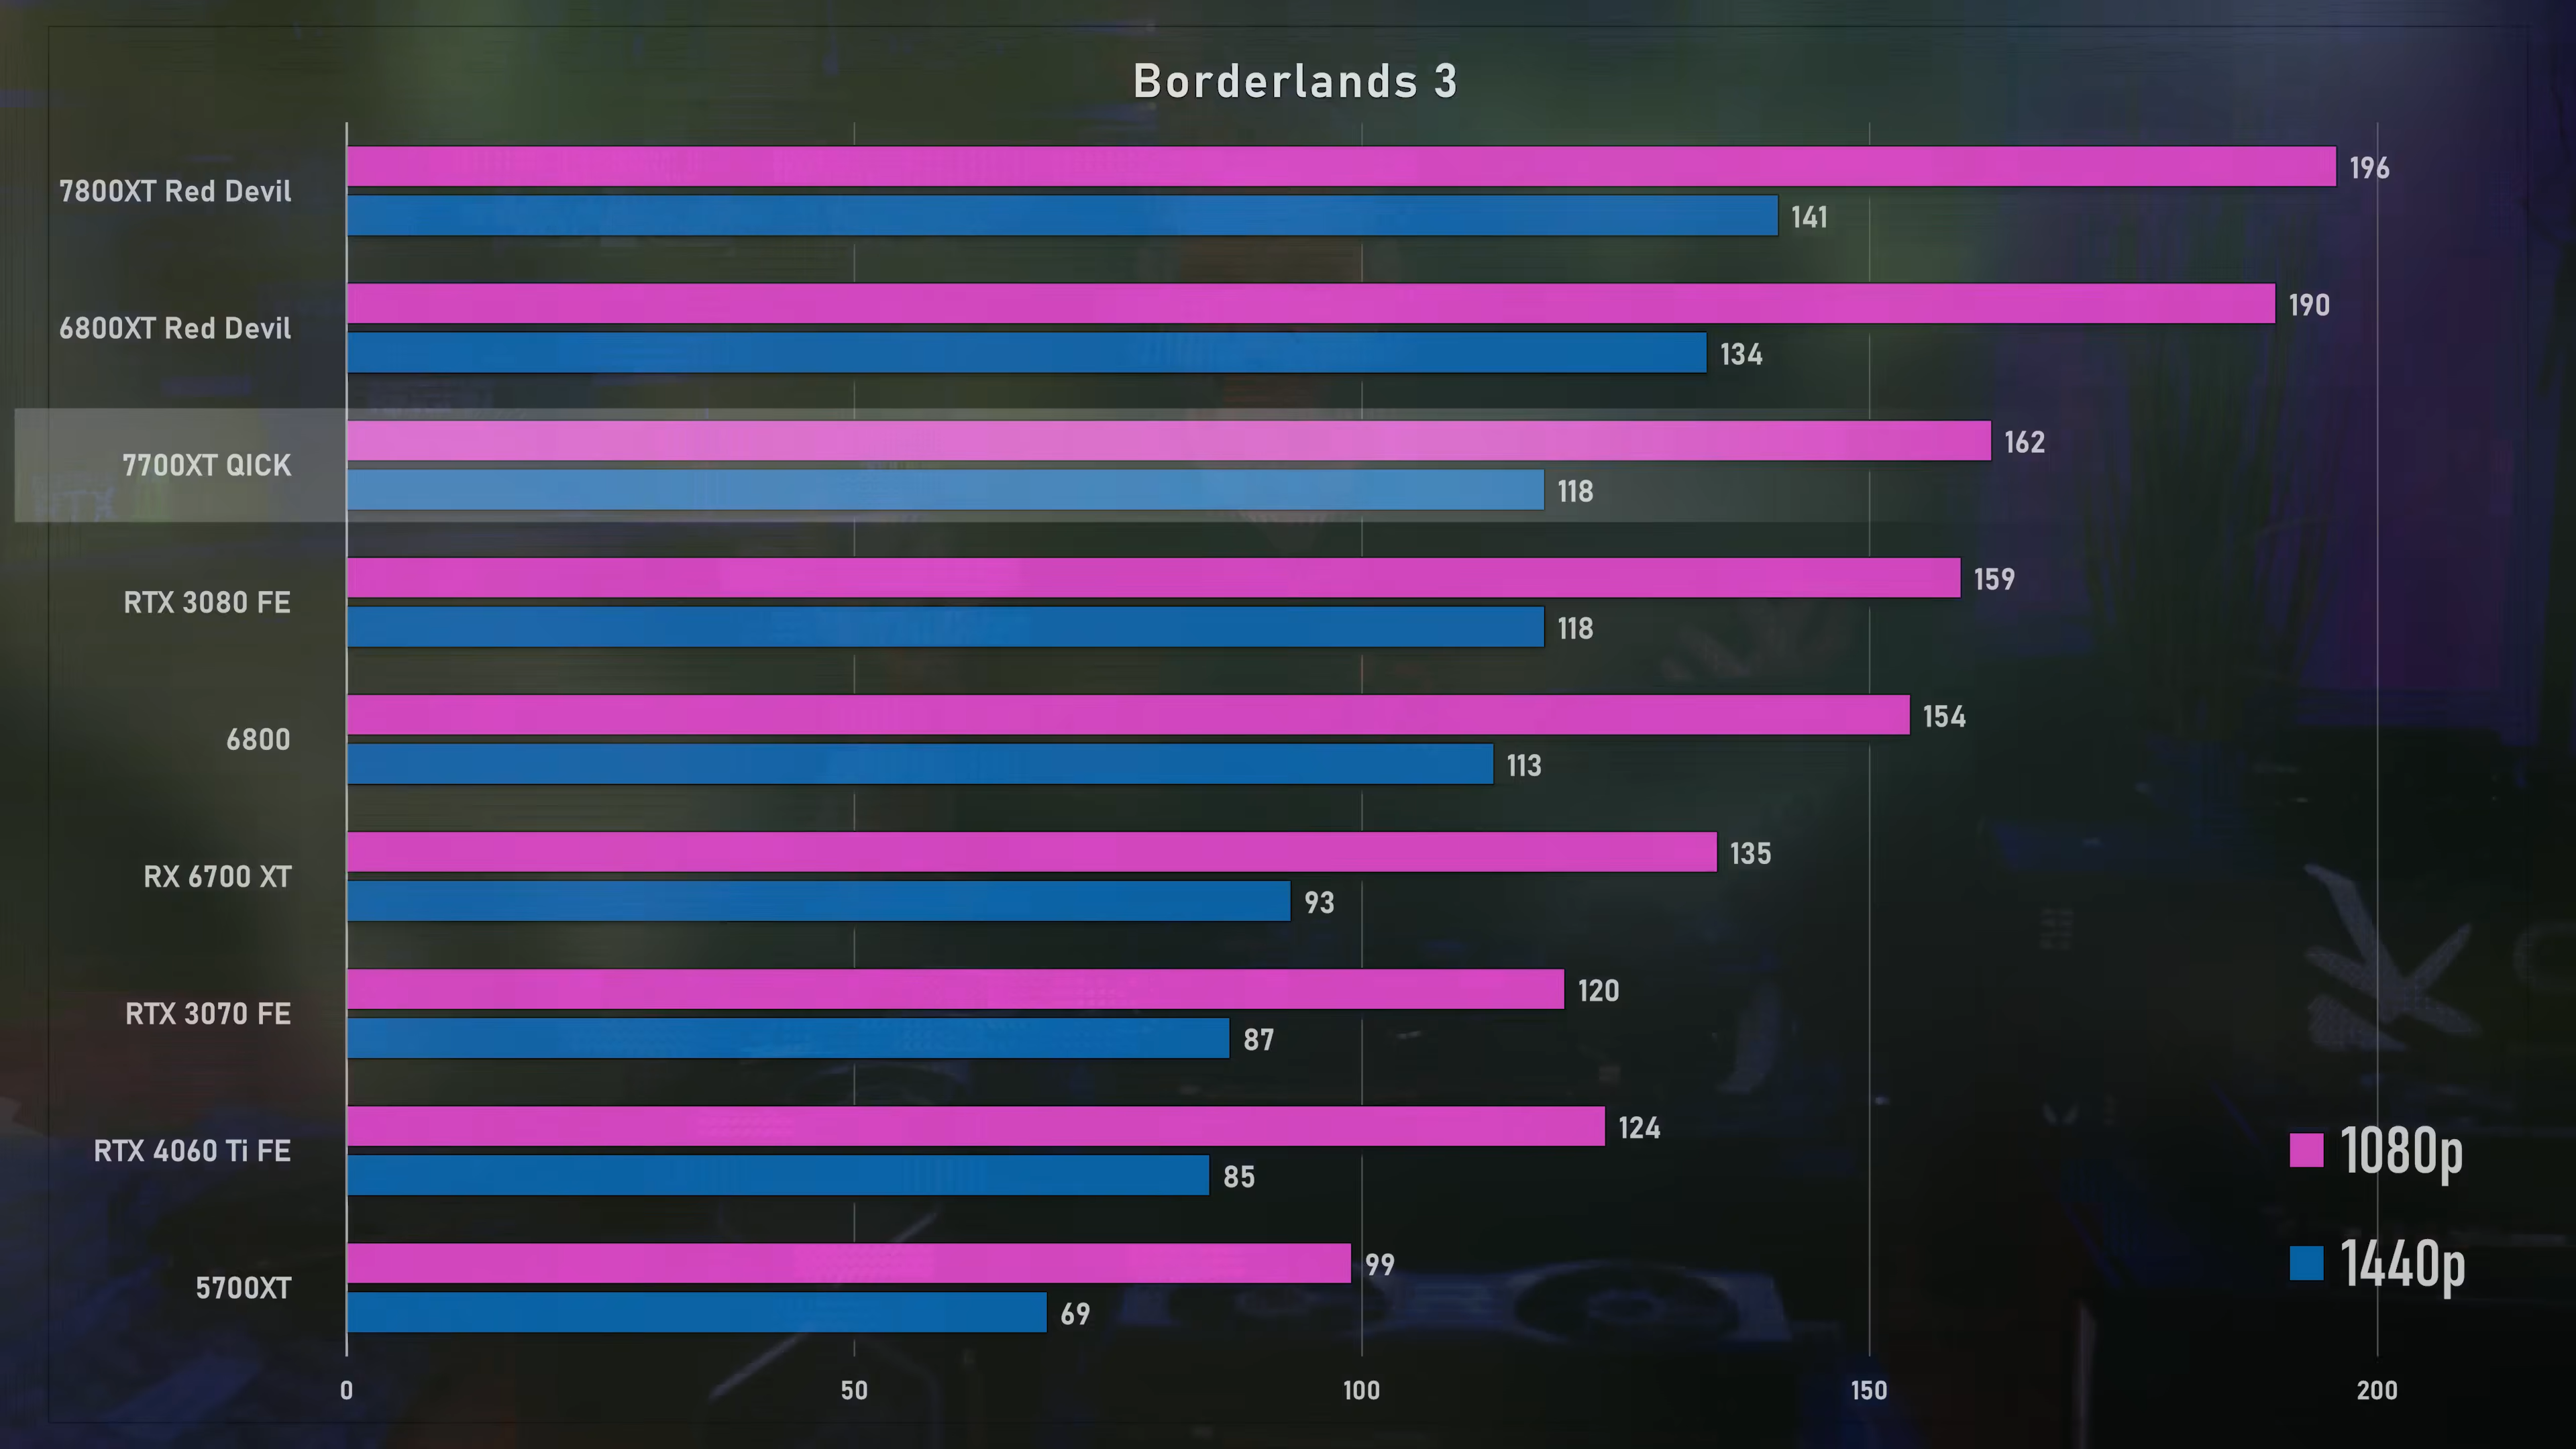 Borderlands 3
7800XT Red Devil
196
141
6800XT Red Devil
190
134
7700XT QICK
162
118
RTX 3080 FE
159
118
6800
154
113
RX 6700 XT
135
93
RTX 3070 FE
120
87
RTX 4060 Ti FE
124
85
5700XT
99
69
0 50 100 150 200
1080p
1440p